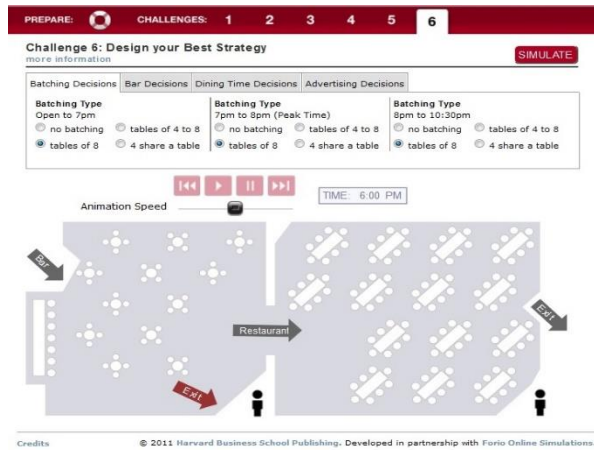 PREPARE: CHALLENGES: 1 2 3 4 5 6
Challenge 6: Design your Best Strategy
more information
SIMULATE
Batching Decisions Bar Decisions Dining Time Decisions Advertising Decisions
Batching Type Batching Type Batching Type
Open to 7pm 7pm to 8pm (Peak Time) 8pm to 10:30pm
no batching tables of 4 to 8 no batching tables of 4 to 8 no batching tables of 4 to 8
tables of 8 4 share a table tables of 8 4 share a table tables of 8 4 share a table
TIME: 6:00 PM
Animation Speed
Bar
Exit
Restaurant
Exit
Credits © 2011 Harvard Business School Publishing. Developed in partnership with Forio Online Simulations